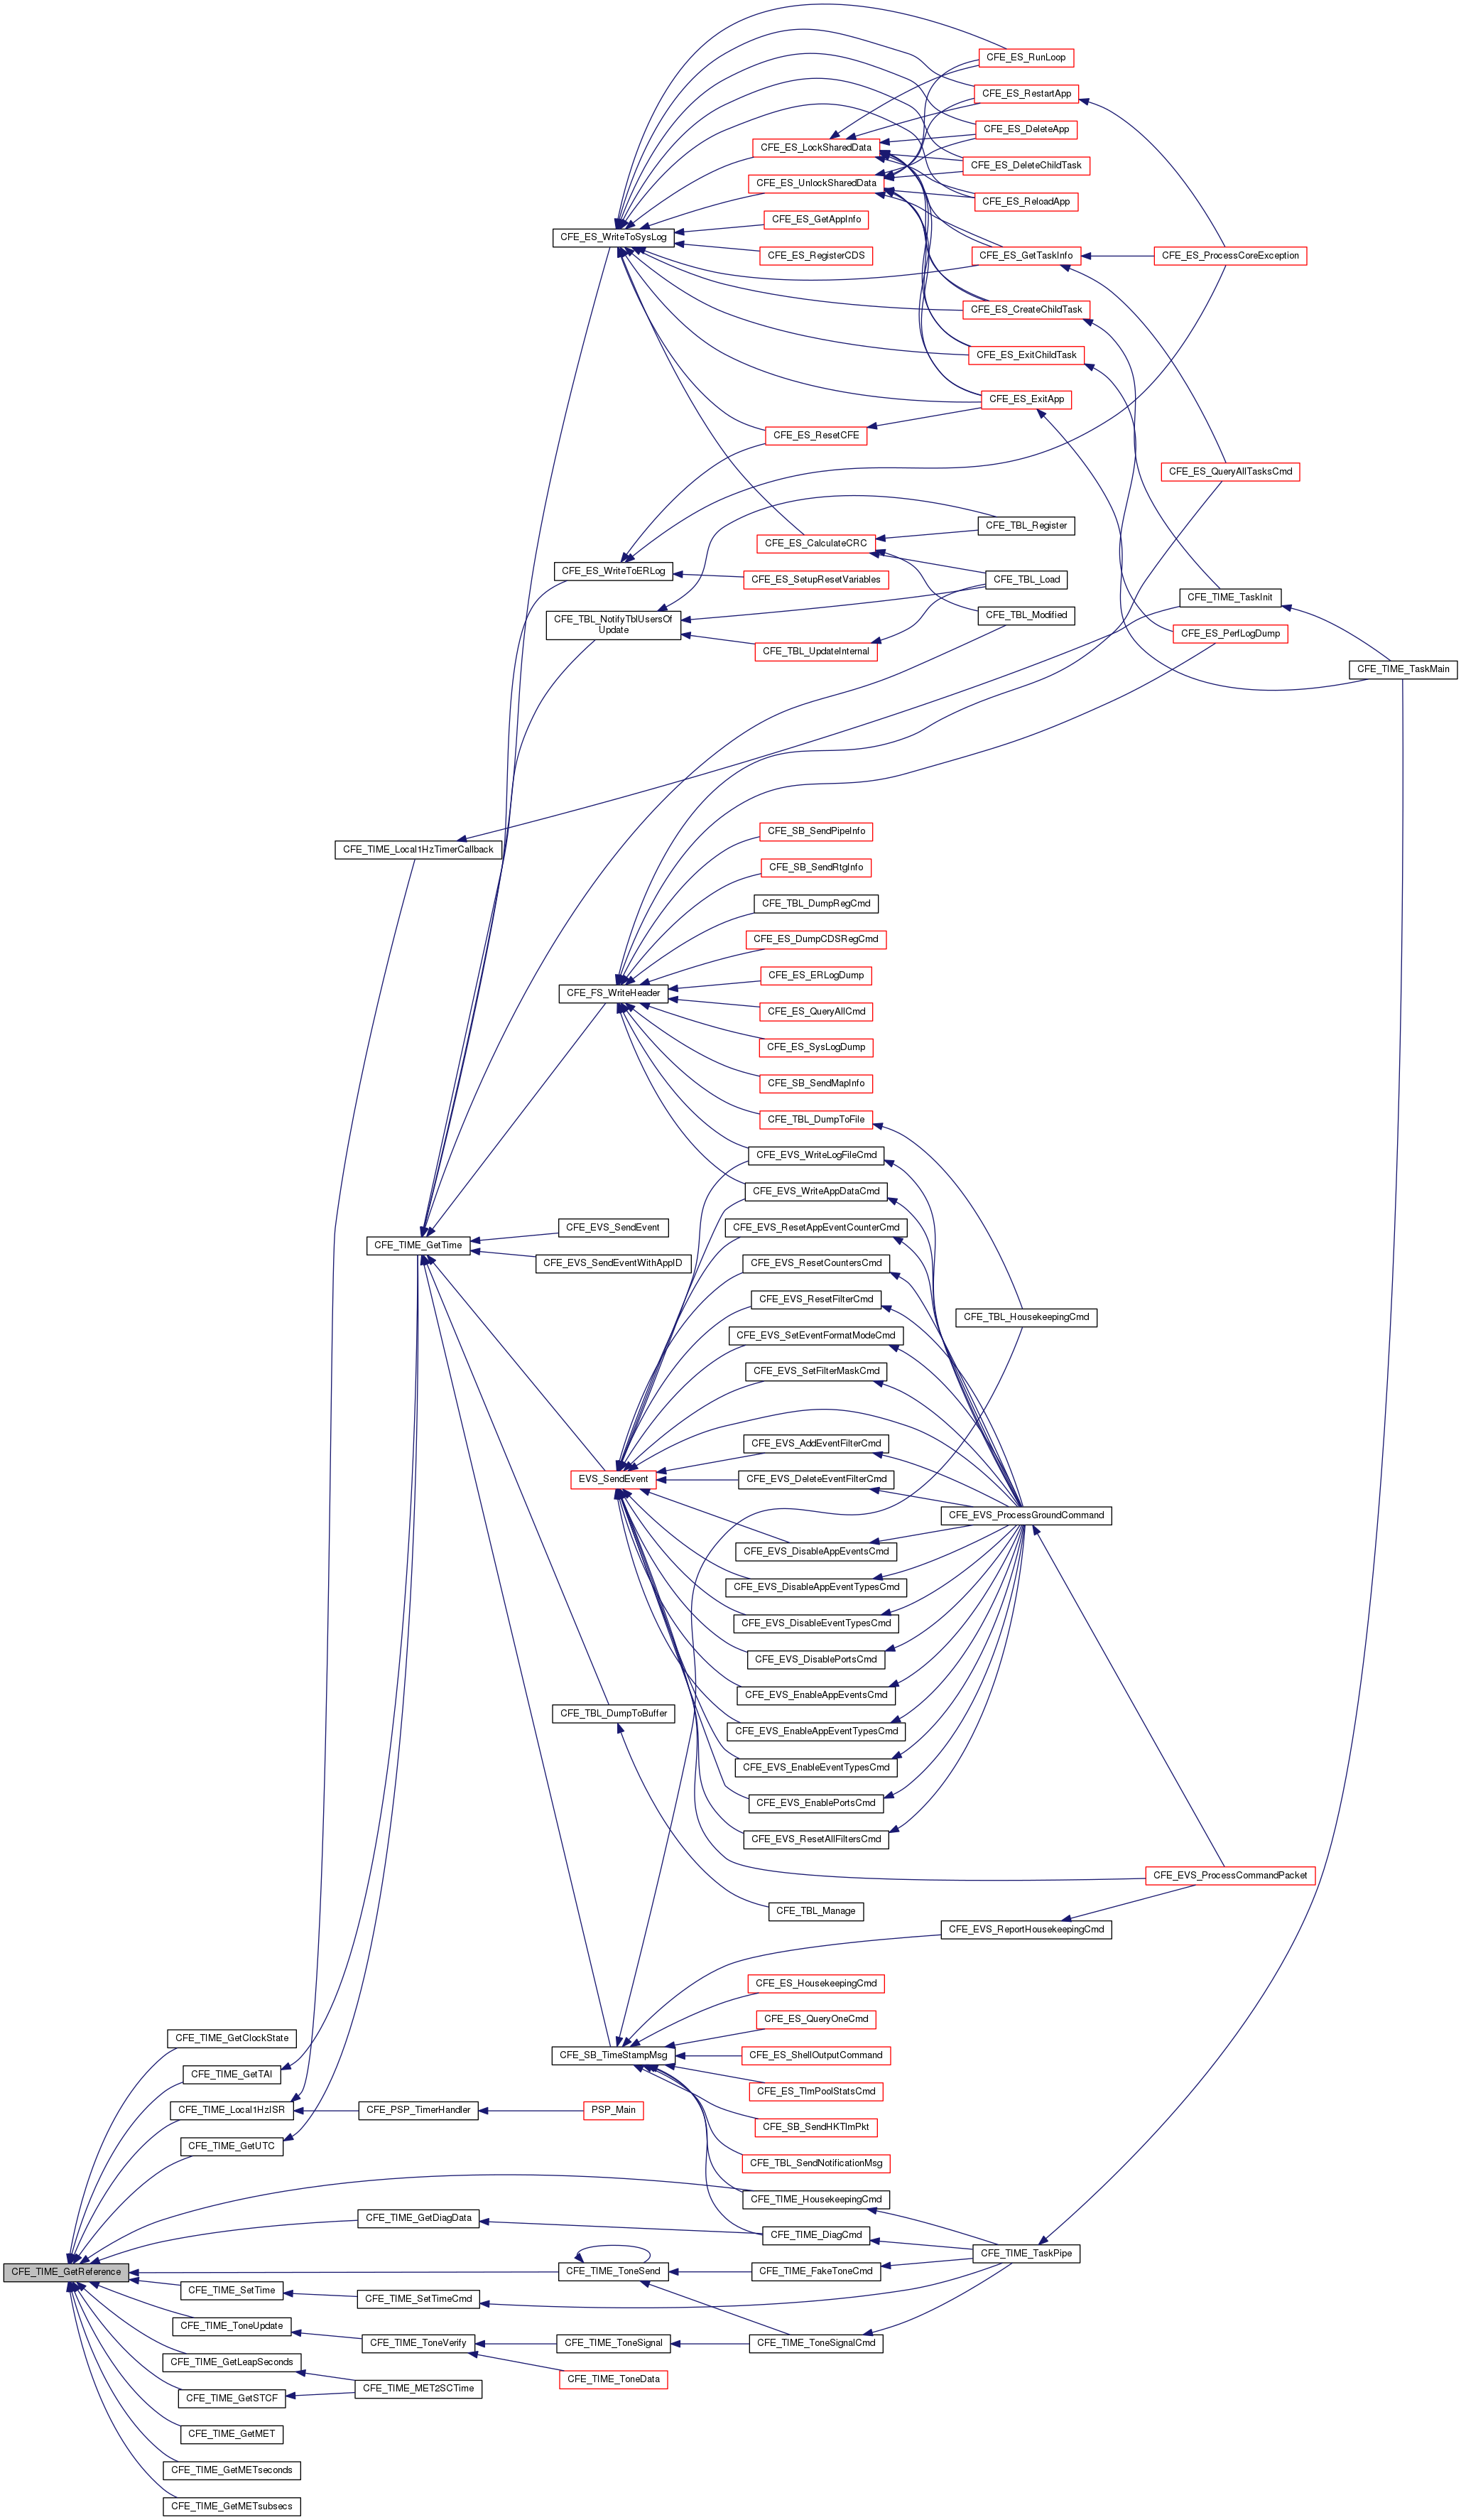 CFE_ES_RunLoop
CFE_ES_RestartApp
CFE_ES_DeleteApp
CFE_ES_LockSharedData
CFE_ES_DeleteChildTask
CFE_ES_UnlockSharedData
CFE_ES_ReloadApp
CFE_ES_GetAppInfo
CFE_ES_WriteToSysLog
CFE_ES_RegisterCDS
CFE_ES_GetTaskInfo
CFE_ES_ProcessCoreException
CFE_ES_CreateChildTask
CFE_ES_ExitChildTask
CFE_ES_ExitApp
CFE_ES_ResetCFE
CFE_ES_QueryAllTasksCmd
CFE_TBL_Register
CFE_ES_CalculateCRC
CFE_ES_WriteToERLog
CFE_ES_SetupResetVariables
CFE_TBL_Load
CFE_TIME_TaskInit
CFE_TBL_NotifyTblUsersOf
Update
CFE_TBL_Modified
CFE_ES_PerfLogDump
CFE_TBL_UpdateInternal
CFE_TIME_TaskMain
CFE_SB_SendPipeInfo
CFE_TIME_Local1HzTimerCallback
CFE_SB_SendRtgInfo
CFE_TBL_DumpRegCmd
CFE_ES_DumpCDSRegCmd
CFE_ES_ERLogDump
CFE_FS_WriteHeader
CFE_ES_QueryAllCmd
CFE_ES_SysLogDump
CFE_SB_SendMapInfo
CFE_TBL_DumpToFile
CFE_EVS_WriteLogFileCmd
CFE_EVS_WriteAppDataCmd
CFE_EVS_SendEvent
CFE_EVS_ResetAppEventCounterCmd
CFE_TIME_GetTime
CFE_EVS_SendEventWithAppID
CFE_EVS_ResetCountersCmd
CFE_EVS_ResetFilterCmd
CFE_TBL_HousekeepingCmd
CFE_EVS_SetEventFormatModeCmd
CFE_EVS_SetFilterMaskCmd
CFE_EVS_AddEventFilterCmd
EVS_SendEvent
CFE_EVS_DeleteEventFilterCmd
CFE_EVS_ProcessGroundCommand
CFE_EVS_DisableAppEventsCmd
CFE_EVS_DisableAppEventTypesCmd
CFE_EVS_DisableEventTypesCmd
CFE_EVS_DisablePortsCmd
CFE_EVS_EnableAppEventsCmd
CFE_TBL_DumpToBuffer
CFE_EVS_EnableAppEventTypesCmd
CFE_EVS_EnableEventTypesCmd
CFE_EVS_EnablePortsCmd
CFE_EVS_ResetAllFiltersCmd
CFE_EVS_ProcessCommandPacket
CFE_TBL_Manage
CFE_EVS_ReportHousekeepingCmd
CFE_ES_HousekeepingCmd
CFE_ES_QueryOneCmd
CFE_TIME_GetClockState
CFE_SB_TimeStampMsg
CFE_ES_ShellOutputCommand
CFE_TIME_GetTAI
CFE_ES_TlmPoolStatsCmd
CFE_TIME_Local1HzISR
CFE_PSP_TimerHandler
PSP_Main
CFE_SB_SendHKTlmPkt
CFE_TIME_GetUTC
CFE_TBL_SendNotificationMsg
CFE_TIME_HousekeepingCmd
CFE_TIME_GetDiagData
CFE_TIME_DiagCmd
CFE_TIME_TaskPipe
CFE_TIME_GetReference
CFE_TIME_ToneSend
CFE_TIME_FakeToneCmd
CFE_TIME_SetTime
CFE_TIME_SetTimeCmd
CFE_TIME_ToneUpdate
CFE_TIME_ToneVerify
CFE_TIME_ToneSignal
CFE_TIME_ToneSignalCmd
CFE_TIME_GetLeapSeconds
CFE_TIME_ToneData
CFE_TIME_MET2SCTime
CFE_TIME_GetSTCF
CFE_TIME_GetMET
CFE_TIME_GetMETseconds
CFE_TIME_GetMETsubsecs